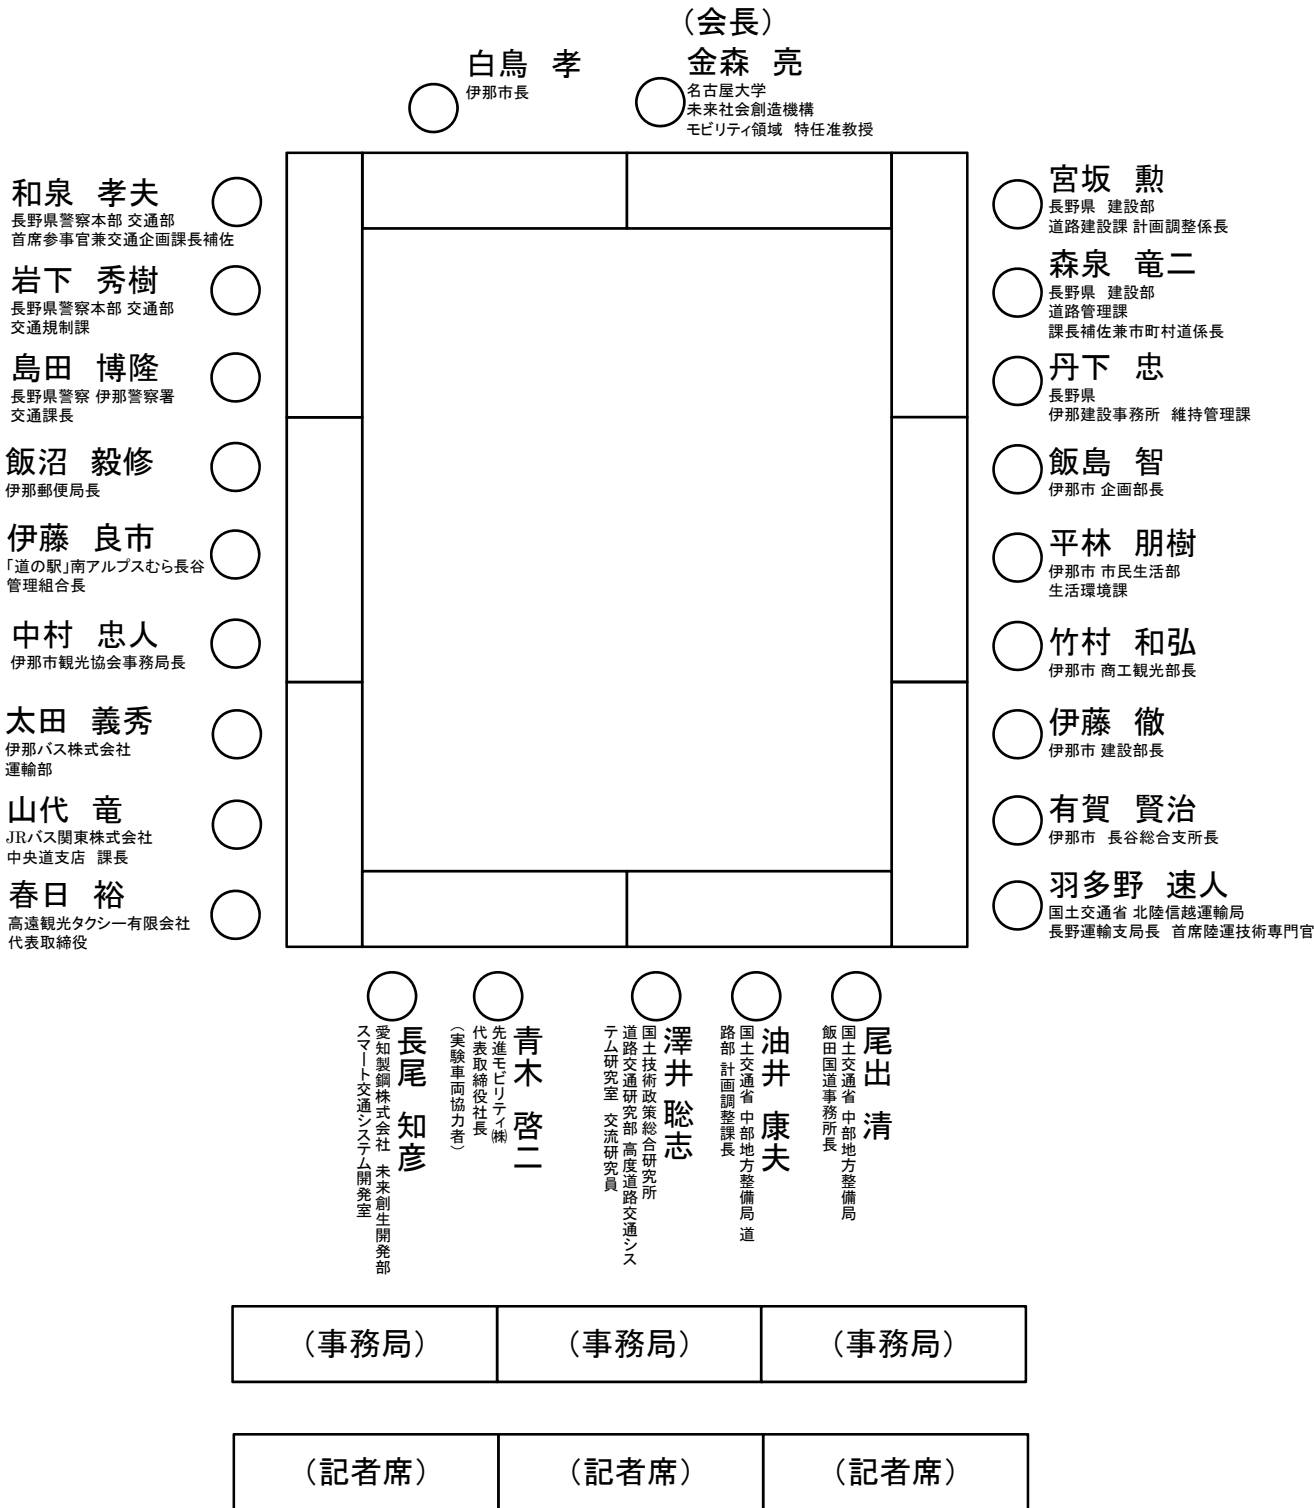 （会長）
白鳥　孝
伊那市長
金森　亮
名古屋大学
未来社会創造機構
モビリティ領域　特任准教授
和泉　孝夫
長野県警察本部 交通部
首席参事官兼交通企画課長補佐
岩下　秀樹
長野県警察本部 交通部
交通規制課
島田　博隆
長野県警察 伊那警察署
交通課長
飯沼　毅修
伊那郵便局長
伊藤　良市
「道の駅」南アルプスむら長谷
管理組合長
中村　忠人
伊那市観光協会事務局長
太田　義秀
伊那バス株式会社
運輸部
山代　竜
JRバス関東株式会社
中央道支店　課長
春日　裕
高遠観光タクシー有限会社
代表取締役
宮坂　勲
長野県　建設部
道路建設課 計画調整係長
森泉　竜二
長野県　建設部
道路管理課
課長補佐兼市町村道係長
丹下　忠
長野県
伊那建設事務所　維持管理課
飯島　智
伊那市 企画部長
平林　朋樹
伊那市 市民生活部
生活環境課
竹村　和弘
伊那市 商工観光部長
伊藤　徹
伊那市 建設部長
有賀　賢治
伊那市　長谷総合支所長
羽多野　速人
国土交通省 北陸信越運輸局
長野運輸支局長　首席陸運技術専門官
長尾　知彦
愛知製鋼株式会社　未来創生開発部
スマート交通システム開発室
青木　啓二
先進モビリティ㈱
代表取締役社長
（実験車両協力者）
澤井 聡志
国土技術政策総合研究所
道路交通研究部 高度道路交通シス
テム研究室　交流研究員
油井　康夫
国土交通省 中部地方整備局 道
路部 計画調整課長
尾出　清
国土交通省 中部地方整備局
飯田国道事務所長
（事務局）
（事務局）
（事務局）
（記者席）
（記者席）
（記者席）